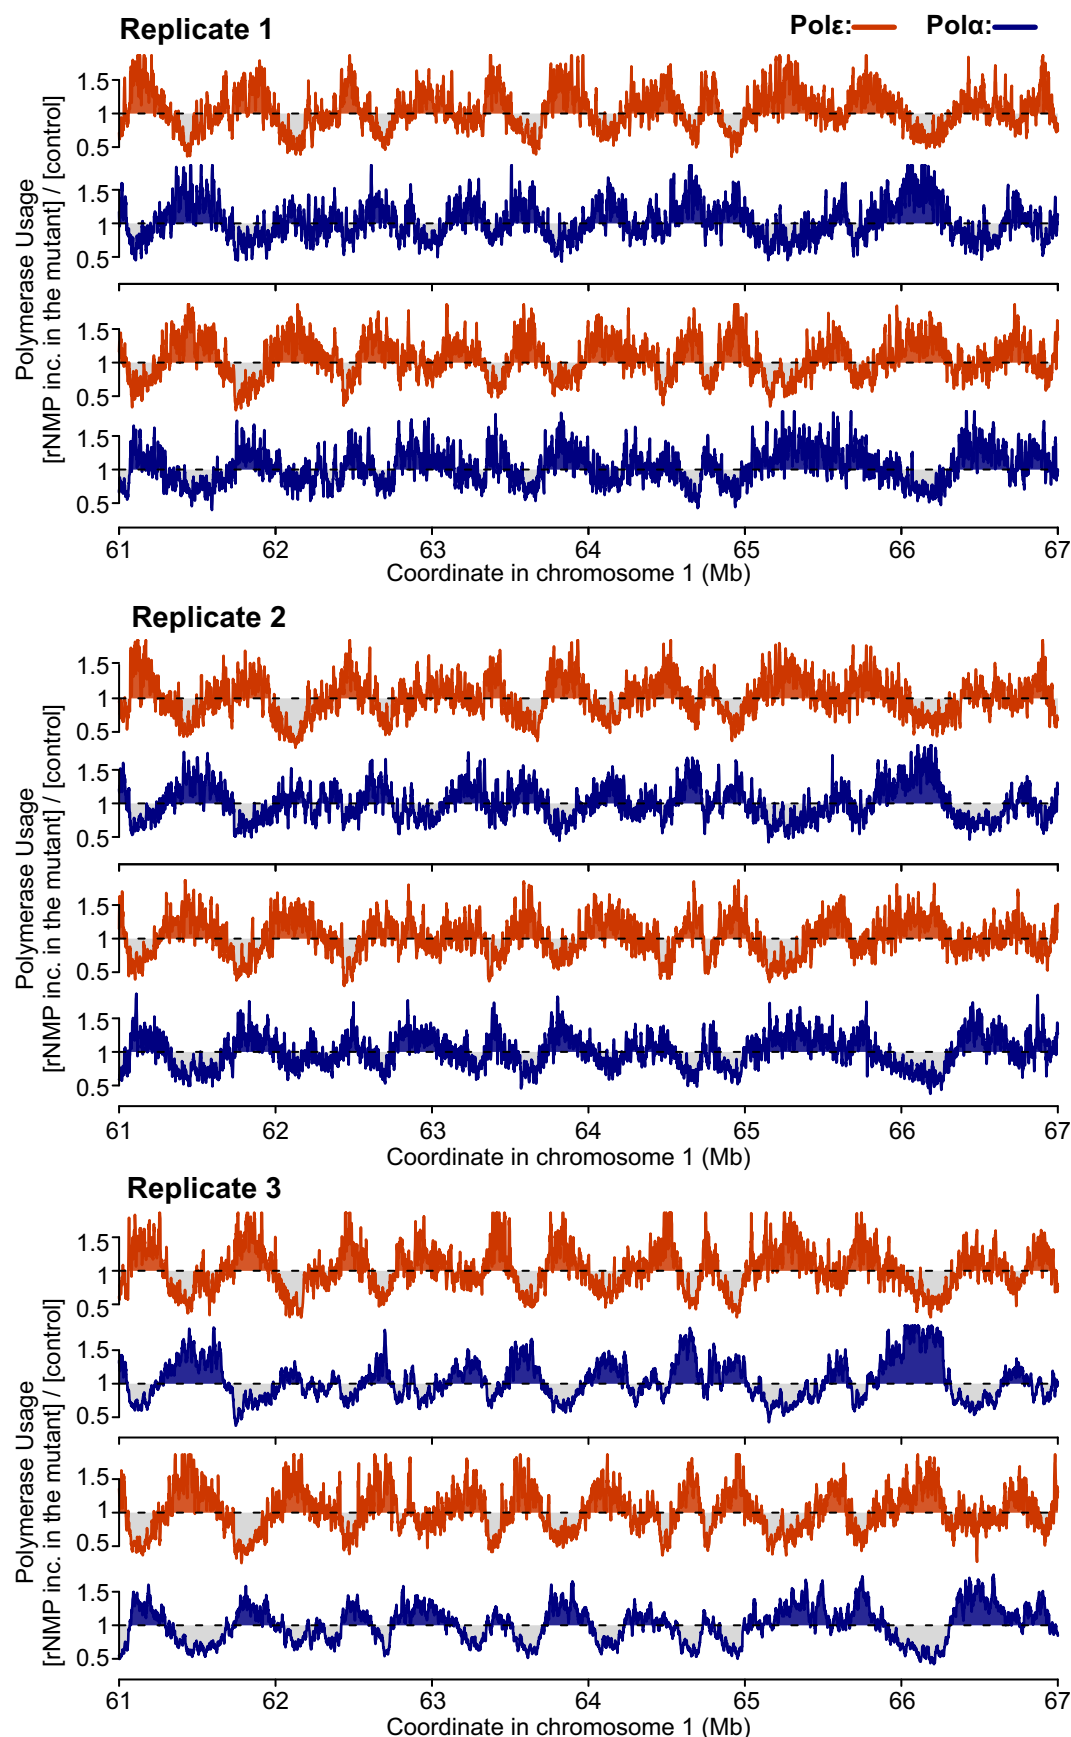 Replicate 1
Polε: Polα:
Polymerase Usage
[rNMP inc. in the mutant] / [control]
1.5
1
0.5
1.5
1
0.5
1.5
1
0.5
1.5
1
0.5
61 62 63 64 65 66 67
Coordinate in chromosome 1 (Mb)
Replicate 2
Polymerase Usage
[rNMP inc. in the mutant] / [control]
1.5
1
0.5
1.5
1
0.5
1.5
1
0.5
1.5
1
0.5
61 62 63 64 65 66 67
Coordinate in chromosome 1 (Mb)
Replicate 3
Polymerase Usage
[rNMP inc. in the mutant] / [control]
1.5
1
0.5
1.5
1
0.5
1.5
1
0.5
1.5
1
0.5
61 62 63 64 65 66 67
Coordinate in chromosome 1 (Mb)